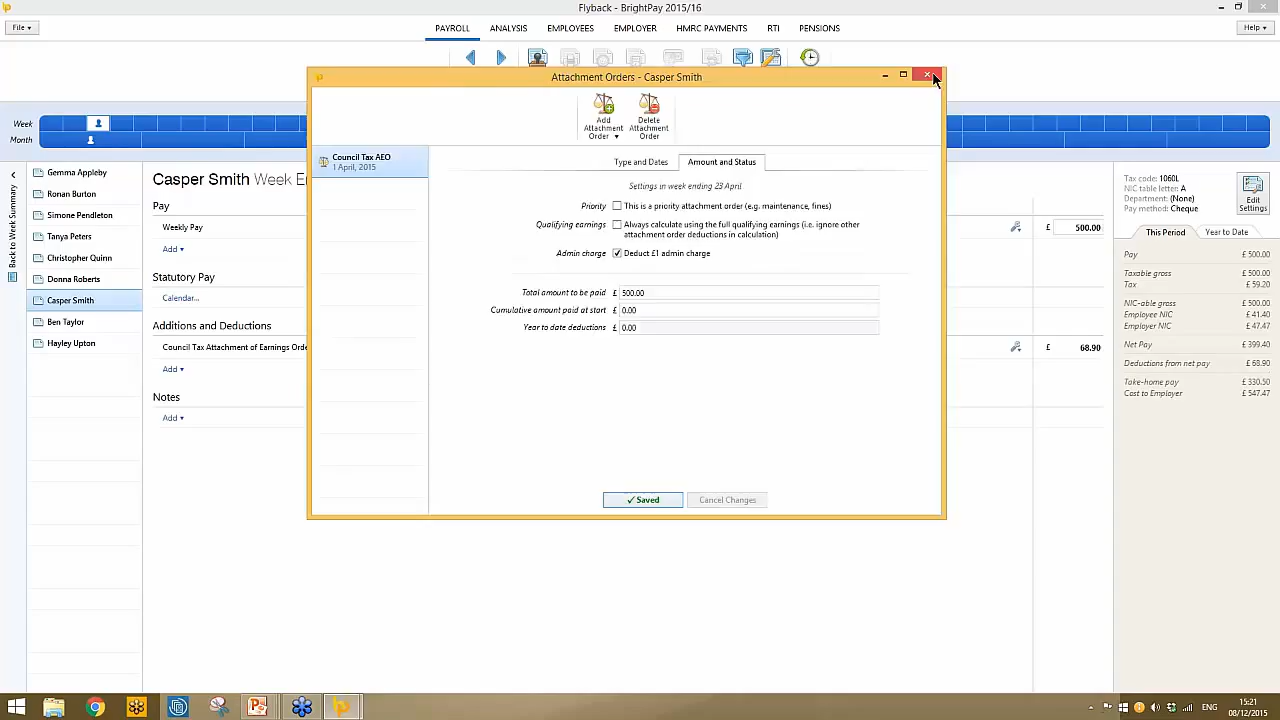 Flyback - BrightPay 2015/16
File
PAYROLL ANALYSIS EMPLOYEES EMPLOYER HMRC PAYMENTS RTI PENSIONS
Help
Attachment Orders - Casper Smith
Add Attachment Order
Delete Attachment Order
Week
Month
Back to Week Summary
Gemma Appleby
Ronan Burton
Simone Pendleton
Tanya Peters
Christopher Quinn
Donna Roberts
Casper Smith
Ben Taylor
Hayley Upton
Casper Smith Week E
Pay
Weekly Pay
£ 500.00
Add
Statutory Pay
Calendar...
Additions and Deductions
Council Tax Attachment of Earnings Orde
£ 68.90
Add
Notes
Add
Council Tax AEO
1 April, 2015
Type and Dates
Amount and Status
Settings in week ending 23 April
Priority This is a priority attachment order (e.g. maintenance, fines)
Qualifying earnings Always calculate using the full qualifying earnings (i.e. ignore other
attachment order deductions in calculation)
Admin charge Deduct £1 admin charge
Total amount to be paid £ 500.00
Cumulative amount paid at start £ 0.00
Year to date deductions £ 0.00
Saved
Cancel Changes
Tax code: 1060L
NIC table letter: A
Department: (None)
Pay method: Cheque
Edit Settings
This Period Year to Date
Pay £ 500.00
Taxable gross £ 500.00
Tax £ 59.20
NIC-able gross £ 500.00
Employee NIC £ 41.40
Employer NIC £ 47.47
Net Pay £ 399.40
Deductions from net pay £ 68.90
Take-home pay £ 330.50
Cost to Employer £ 547.47
ENG
15:21
08/12/2015